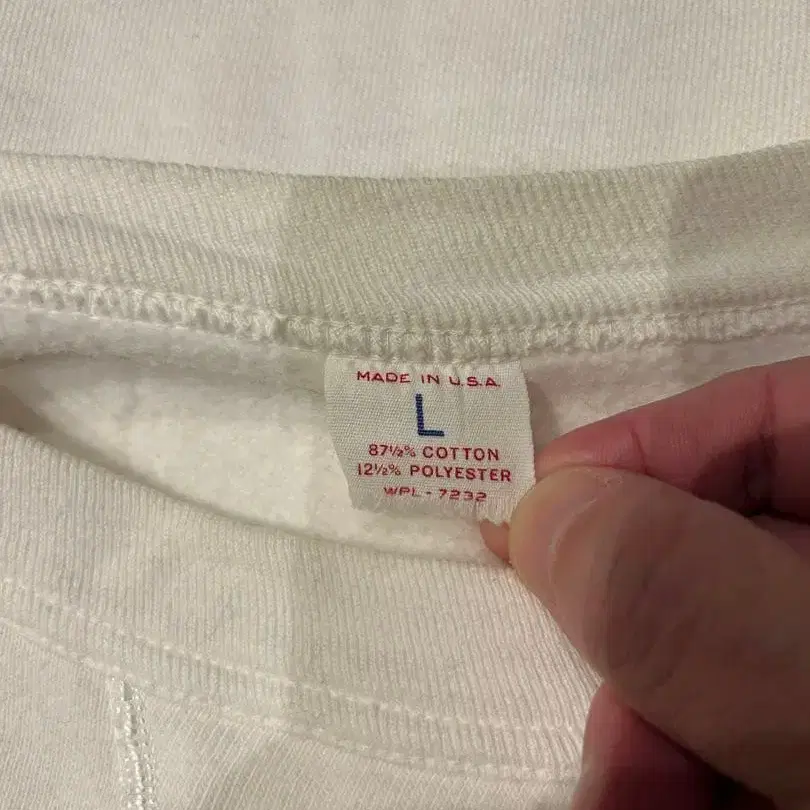 MADE IN U.S.A.
L
87½% COTTON
12½% POLYESTER
WPL - 7232